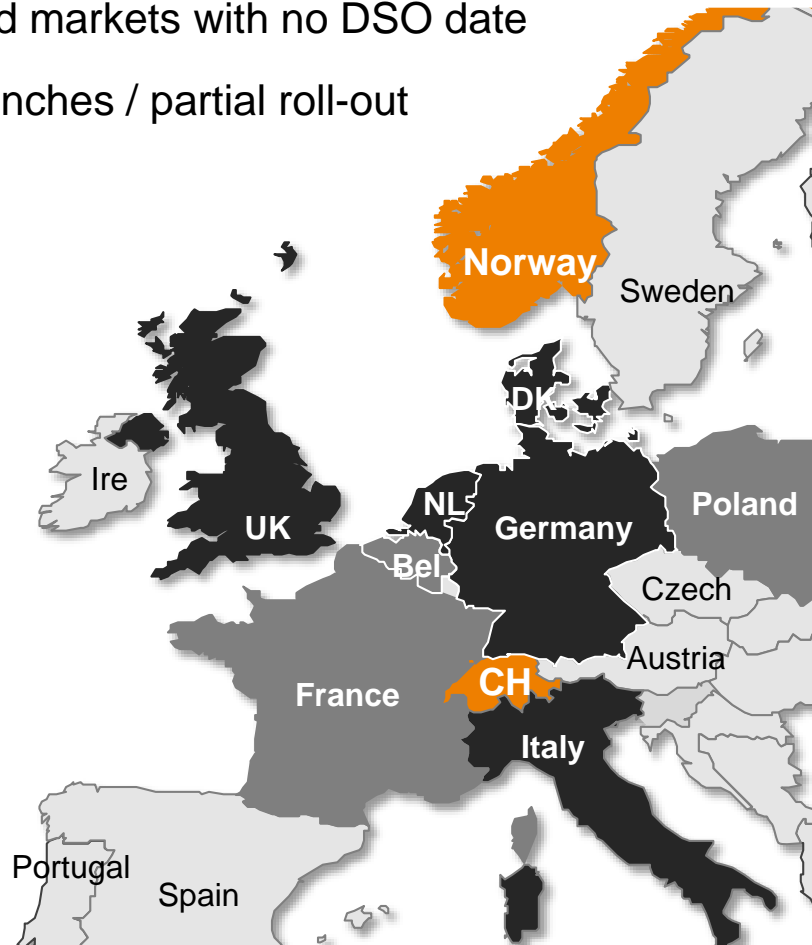 d markets with no DSO date
nches / partial roll-out
Norway
Sweden
DK
Ire
NL
Poland
UK
Germany
Bel
Czech
Austria
CH
France
Italy
Portugal
Spain